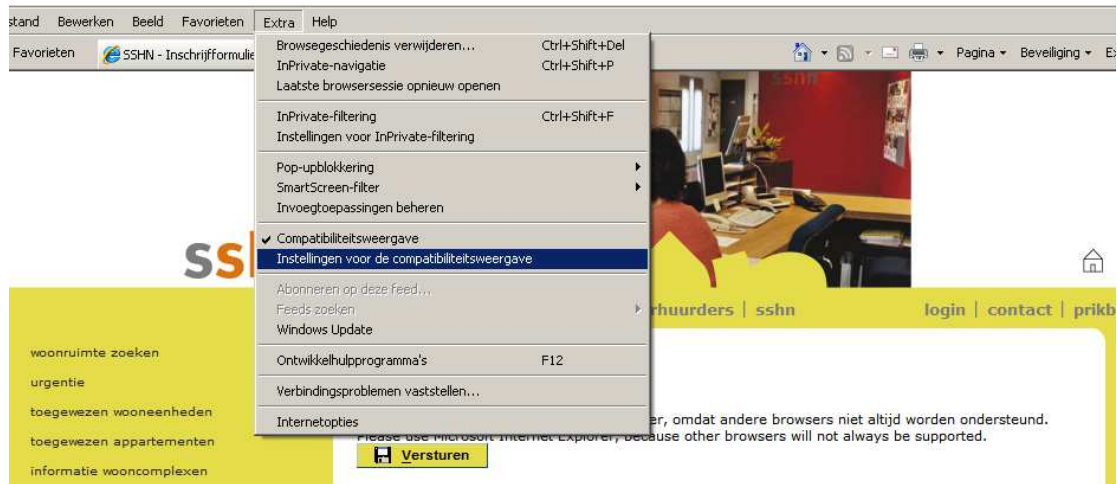 stand Bewerken Beeld Favorieten Extra Help
Favorieten SSHN - Inschrijfformulie
Pagina Beveiliging E
Browsegeschiedenis verwijderen... Ctrl+Shift+Del
InPrivate-navigatie Ctrl+Shift+P
Laatste browsersessie opnieuw openen
InPrivate-filtering Ctrl+Shift+F
Instellingen voor InPrivate-filtering
Pop-upblokkering
SmartScreen-filter
Invoegtoepassingen beheren
Compatibiliteitsweergave
Instellingen voor de compatibiliteitsweergave
Abonneren op deze feed...
Feeds zoeken
Windows Update
Ontwikkelhulpprogramma's F12
Verbindingsproblemen vaststellen...
Internetopties
sshn
ss
rhuurders | sshn login | contact | prikb
woonruimte zoeken
urgentie
toegewezen wooneenheden
toegewezen appartementen
informatie wooncomplexen
er, omdat andere browsers niet altijd worden ondersteund.
Please use Microsoft Internet Explorer, because other browsers will not always be supported.
Versturen